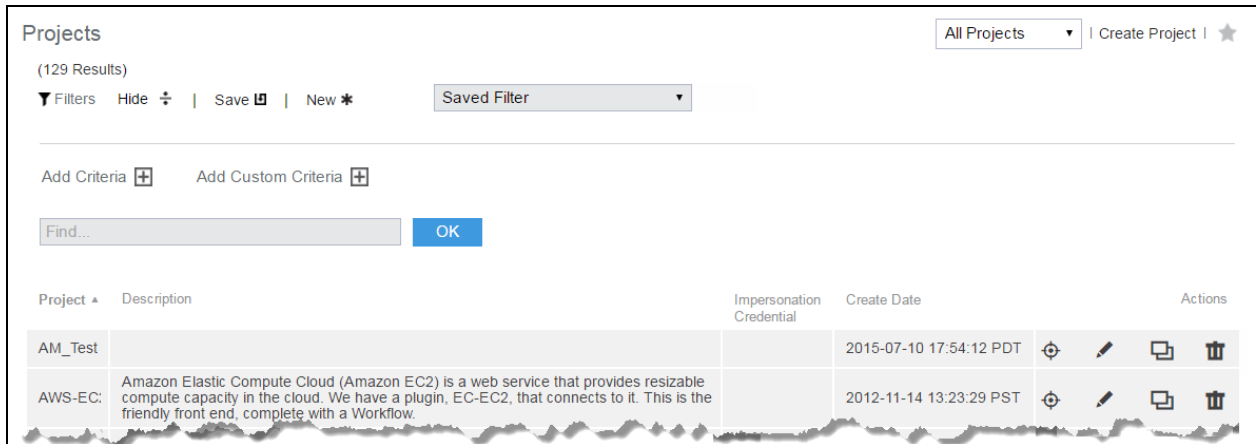 Projects
All Projects | Create Project |
(129 Results)
Filters Hide | Save | New Saved Filter
Add Criteria Add Custom Criteria
Find... OK
Project Description Impersonation Credential Create Date Actions
AM_Test 2015-07-10 17:54:12 PDT
Amazon Elastic Compute Cloud (Amazon EC2) is a web service that provides resizable
AWS-EC: compute capacity in the cloud. We have a plugin, EC-EC2, that connects to it. This is the 2012-11-14 13:23:29 PST
friendly front end, complete with a Workflow.